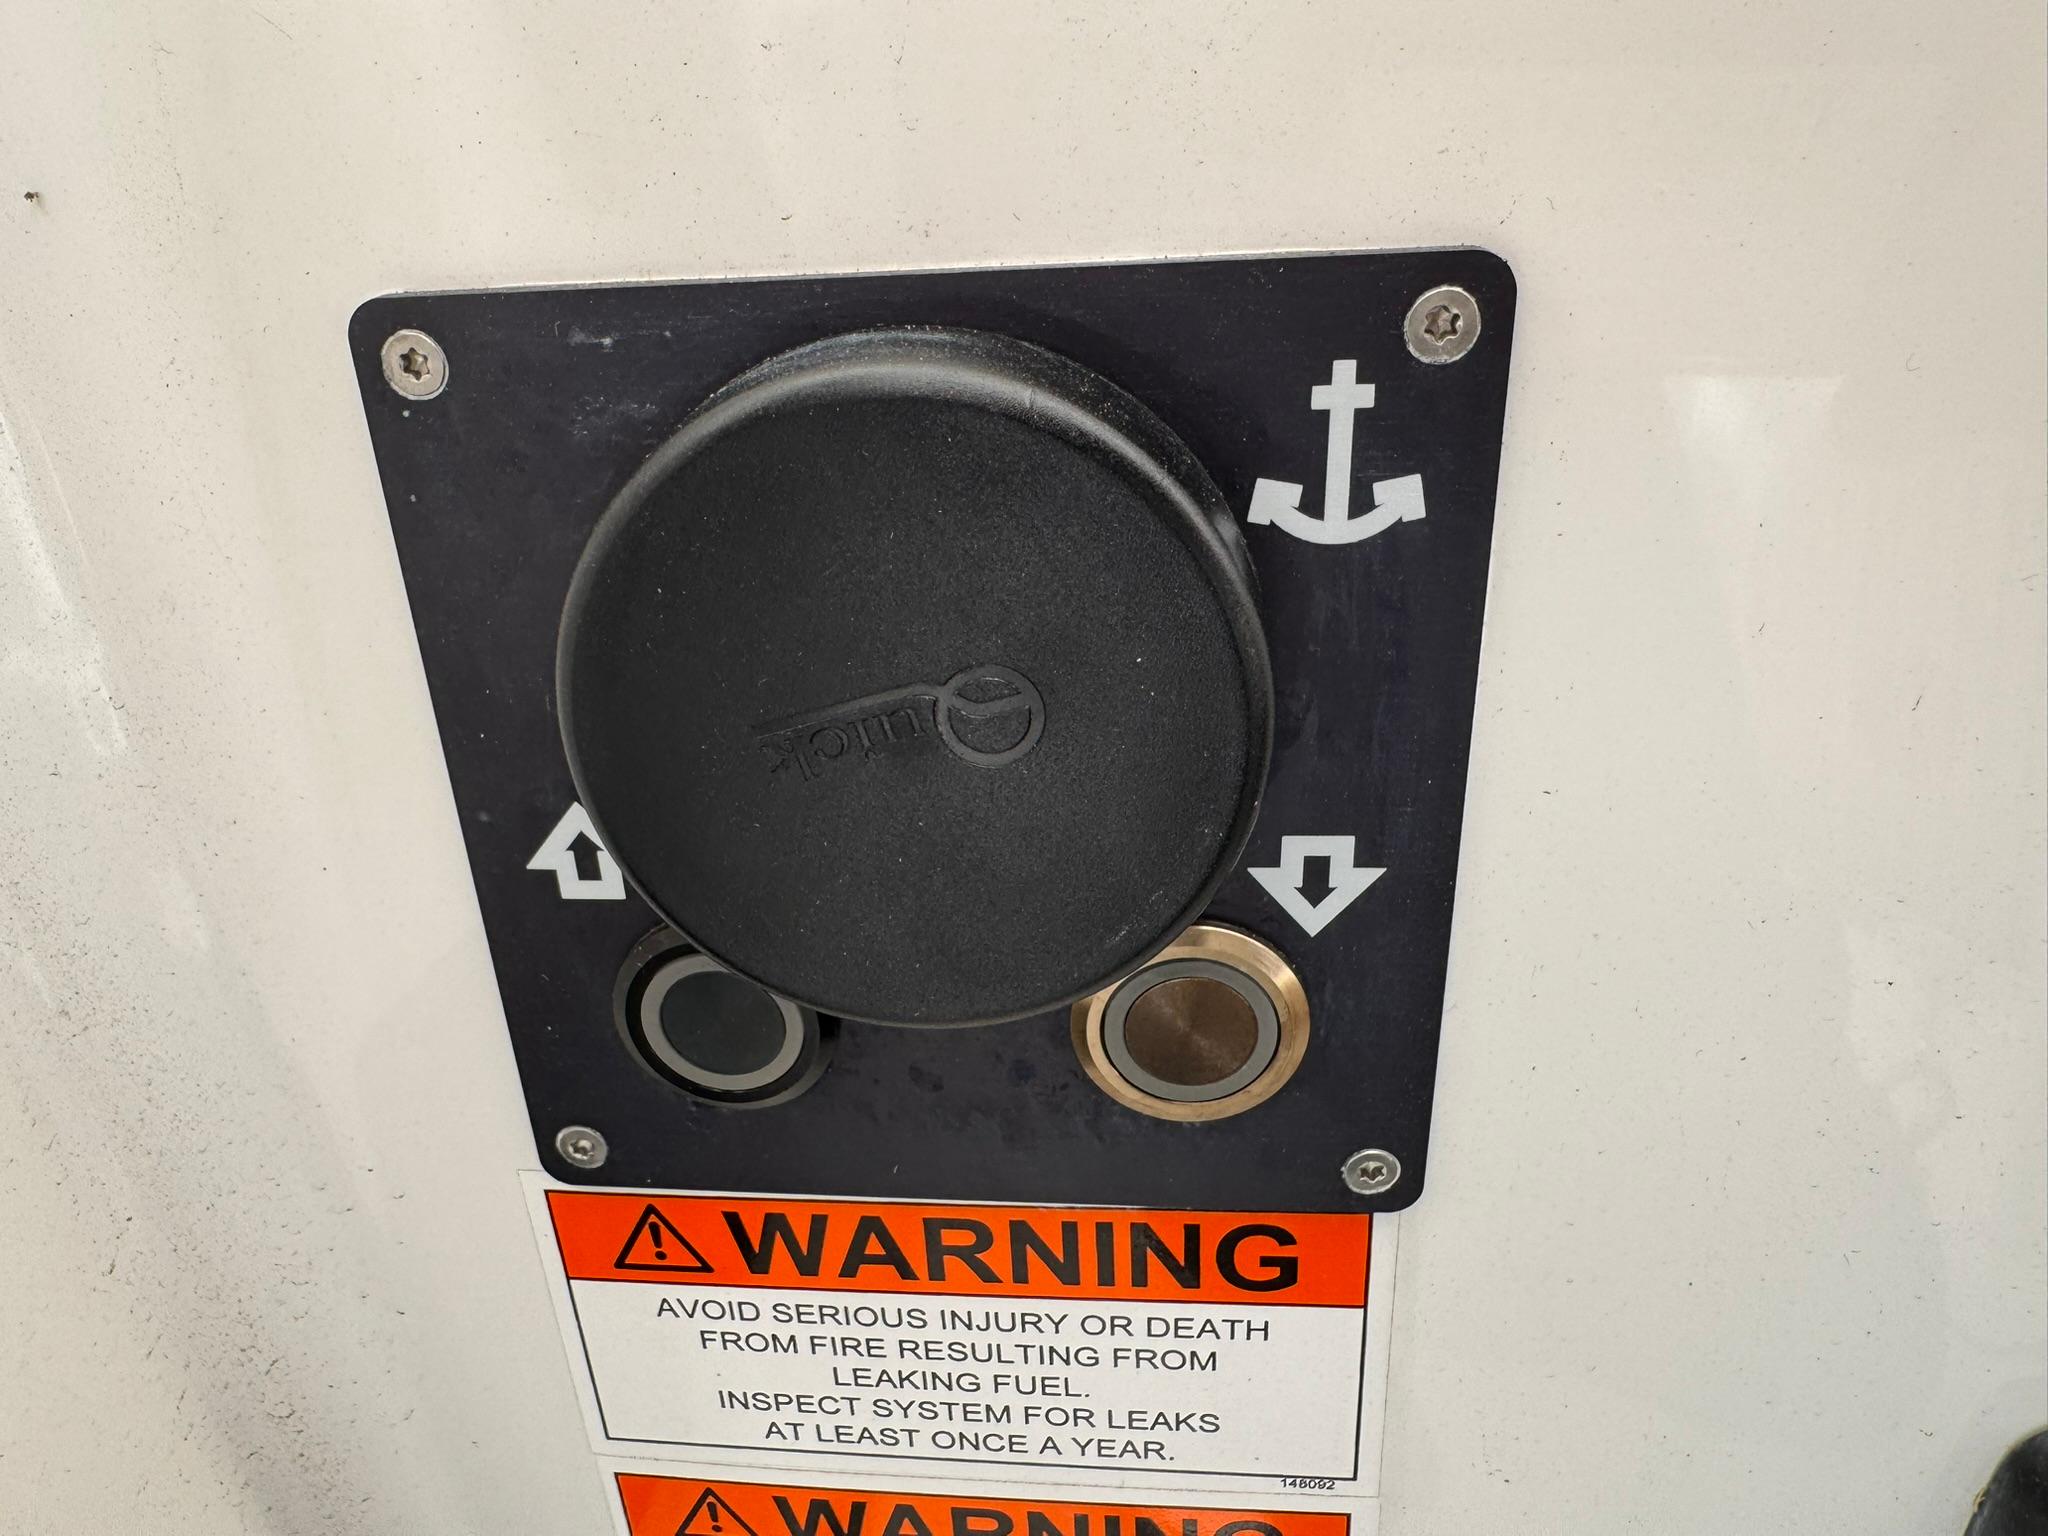 Quick
WARNING
AVOID SERIOUS INJURY OR DEATH
FROM FIRE RESULTING FROM
LEAKING FUEL.
INSPECT SYSTEM FOR LEAKS
AT LEAST ONCE A YEAR.
148092
WARNING